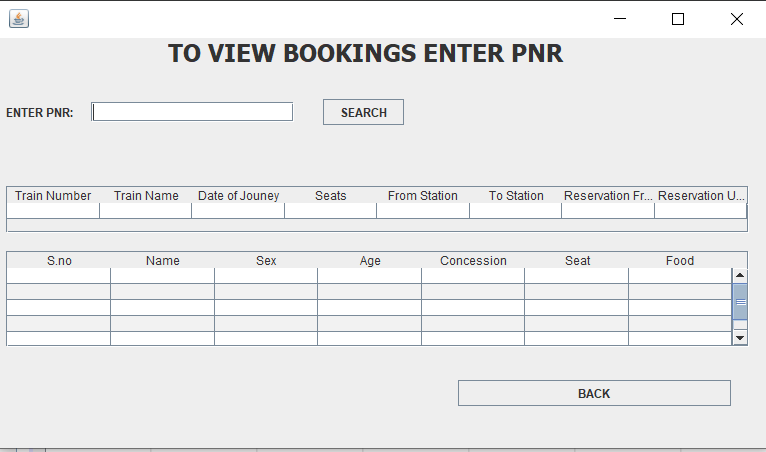 TO VIEW BOOKINGS ENTER PNR
ENTER PNR: SEARCH
Train Number Train Name Date of Jouney Seats From Station To Station Reservation Fr... Reservation U...
S.no Name Sex Age Concession Seat Food
BACK